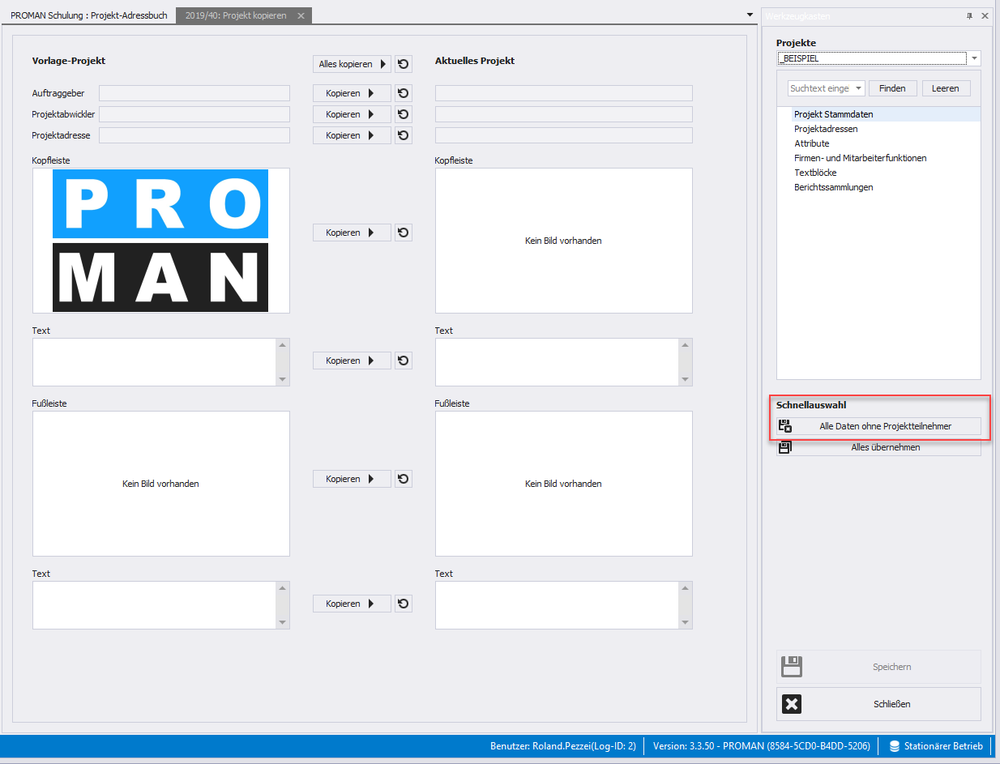 PROMAN Schulung : Projekt-Adressbuch
2019/40: Projekt kopieren
Werkzeugkasten
Vorlage-Projekt
Alles kopieren
Aktuelles Projekt
Auftraggeber
Kopieren
Projektabwickler
Kopieren
Projektadresse
Kopieren
Kopfleiste
Kopfleiste
PRO
MAN
Kopieren
Kein Bild vorhanden
Text
Text
Kopieren
Fußleiste
Fußleiste
Kein Bild vorhanden
Kopieren
Kein Bild vorhanden
Text
Text
Kopieren
Projekte
_BEISPIEL
Suchtext einge
Finden
Leeren
Projekt Stammdaten
Projektadressen
Attribute
Firmen- und Mitarbeiterfunktionen
Textblöcke
Berichtssammlungen
Schnellauswahl
Alle Daten ohne Projektteilnehmer
Alles übernehmen
Speichern
Schließen
Benutzer: Roland.Pezzei(Log-ID: 2)
Version: 3.3.50 - PROMAN (8584-5CD0-B4DD-5206)
Stationärer Betrieb